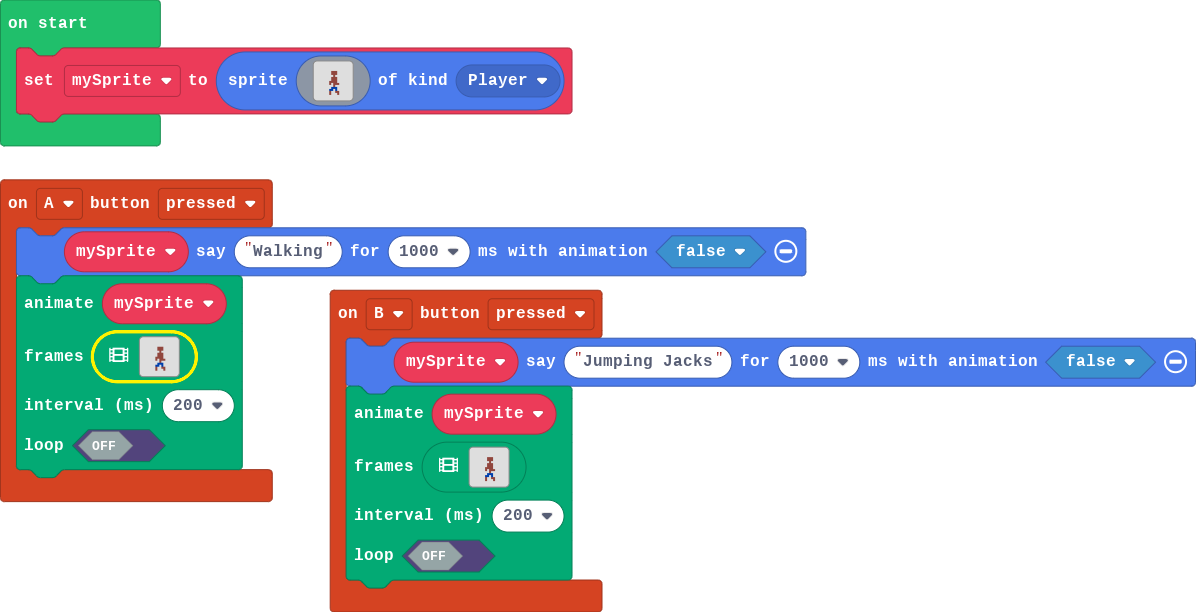 on start
set mySprite to sprite of kind Player
on A button pressed
mySprite say "Walking" for 1000 ms with animation false
animate mySprite
frames
interval (ms) 200
loop OFF
on B button pressed
mySprite say "Jumping Jacks" for 1000 ms with animation false
animate mySprite
frames
interval (ms) 200
loop OFF